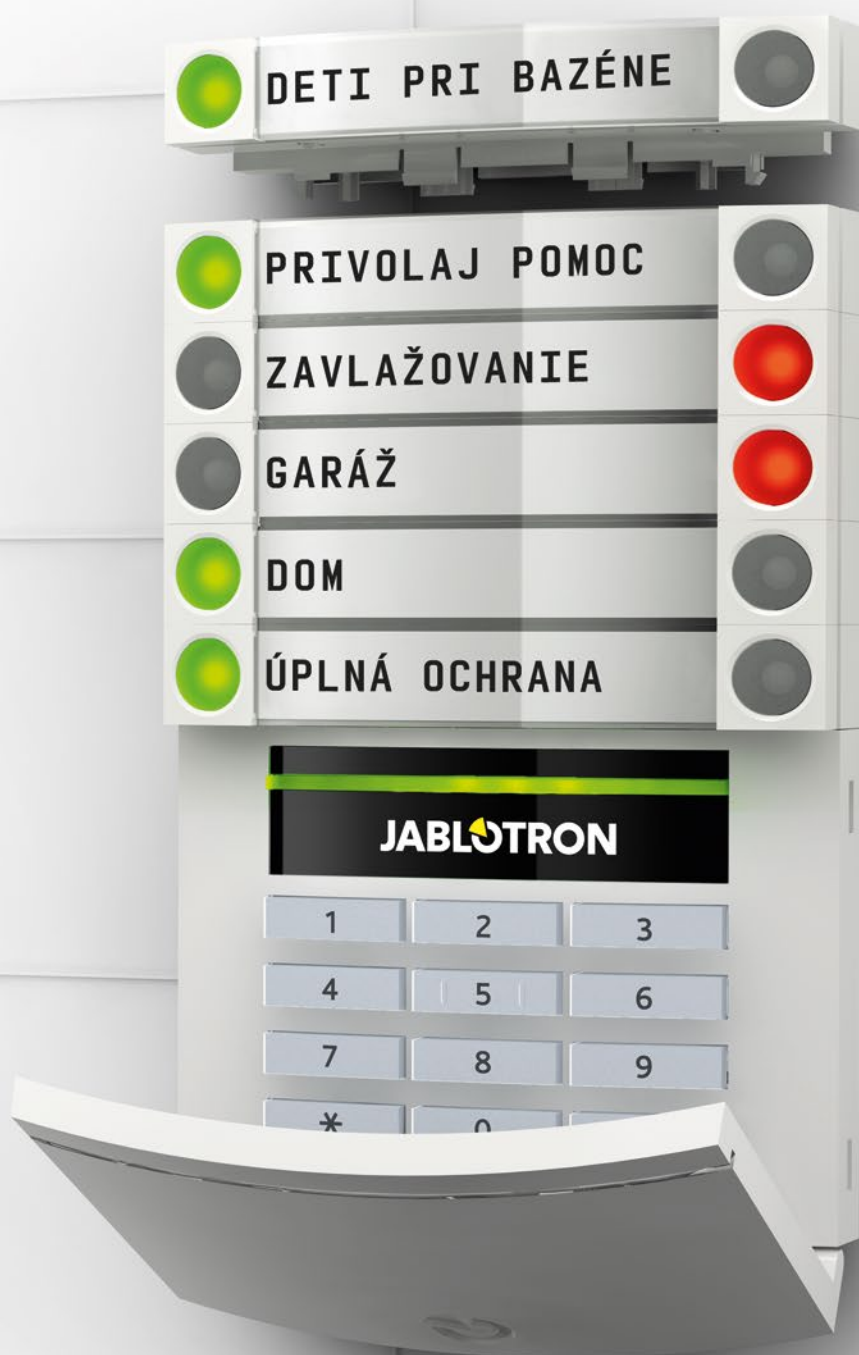 DETI PRI BAZÉNE
PRIVOLAJ POMOC
ZAVLAŽOVANIE
GARÁŽ
DOM
ÚPLNÁ OCHRANA
JABLOTRON
1 2 3
4 5 6
7 8 9
* 0